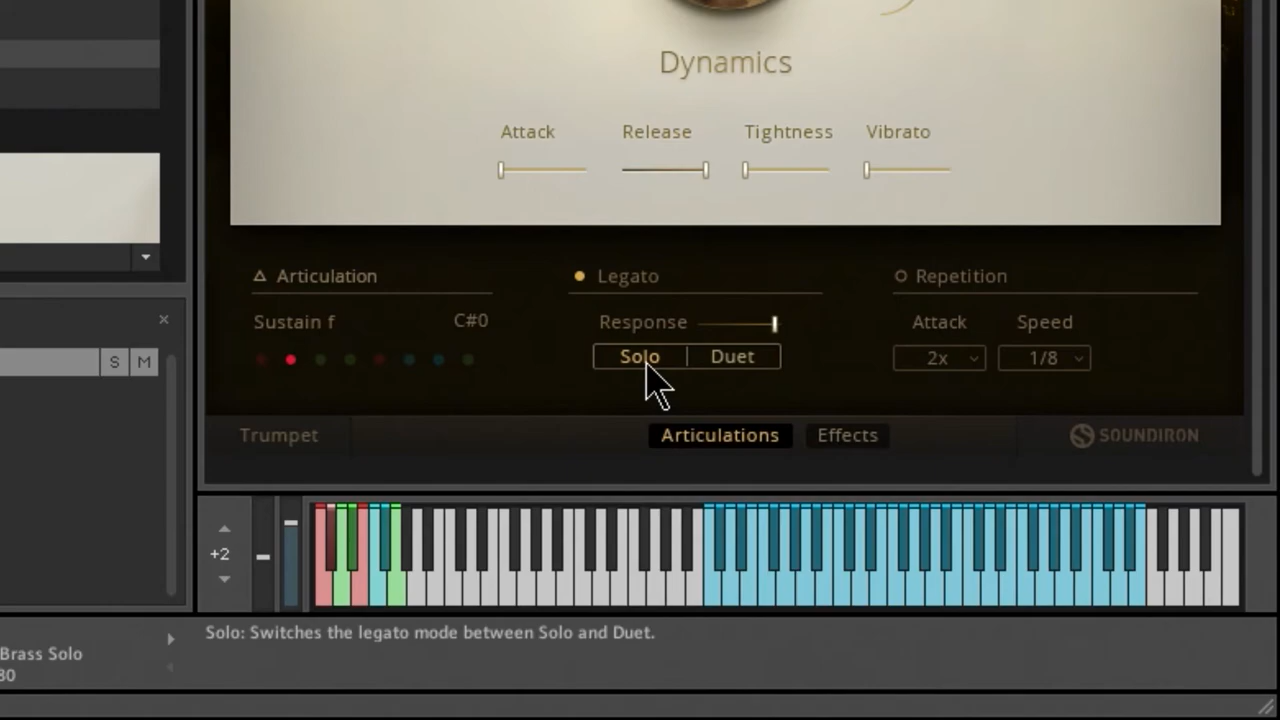 Dynamics
Attack Release Tightness Vibrato
Articulation Legato Repetition
Sustain f C#0 Response Attack Speed
Solo | Duet 2x 1/8
Trumpet Articulations Effects SOUNDIRON
S M
+2
Solo: Switches the legato mode between Solo and Duet.
Brass Solo
80